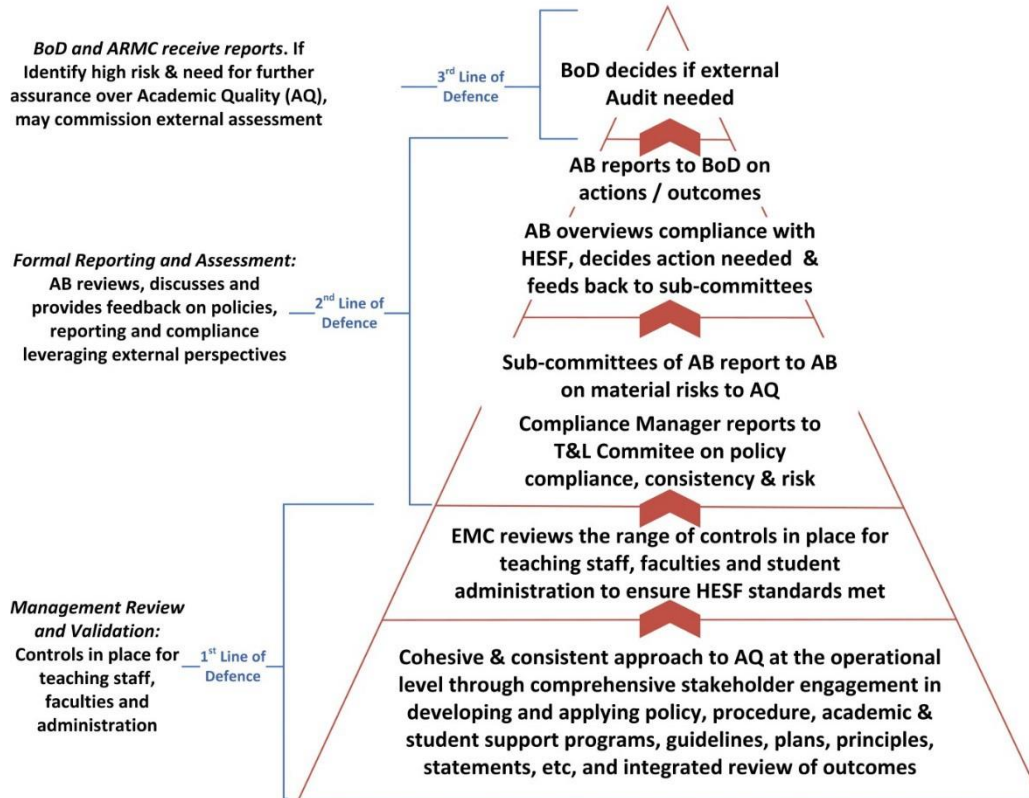 BoD and ARMC receive reports. If
Identify high risk & need for further
assurance over Academic Quality (AQ),
may commission external assessment
3rd Line of
Defence
BoD decides if external
Audit needed
AB reports to BoD on
actions / outcomes
AB overviews compliance with
HESF, decides action needed &
feeds back to sub-committees
Formal Reporting and Assessment:
AB reviews, discusses and
provides feedback on policies,
reporting and compliance
leveraging external perspectives
2nd Line of
Defence
Sub-committees of AB report to AB
on material risks to AQ
Compliance Manager reports to
T&L Commitee on policy
compliance, consistency & risk
EMC reviews the range of controls in place for
teaching staff, faculties and student
administration to ensure HESF standards met
Management Review
and Validation:
Controls in place for
teaching staff,
faculties and
administration
1st Line of
Defence
Cohesive & consistent approach to AQ at the operational
level through comprehensive stakeholder engagement in
developing and applying policy, procedure, academic &
student support programs, guidelines, plans, principles,
statements, etc, and integrated review of outcomes